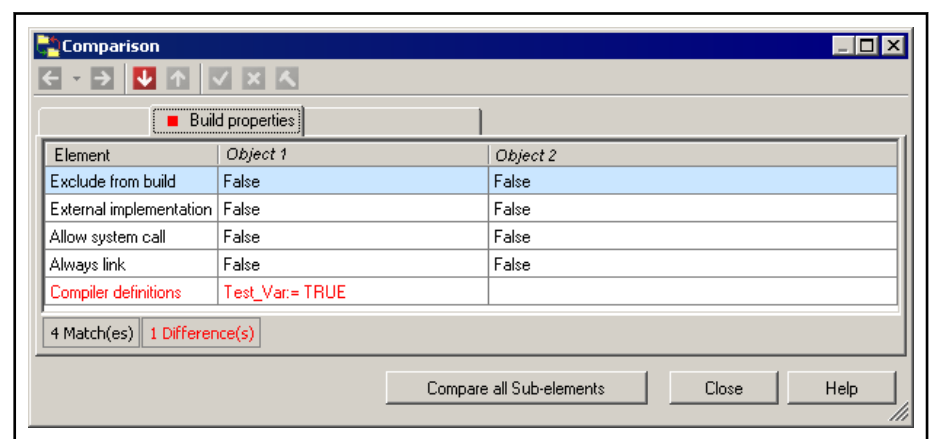 Comparison
Build properties
Element Object 1 Object 2
Exclude from build False False
External implementation False False
Allow system call False False
Always link False False
Compiler definitions Test_Var:= TRUE
4 Match(es) 1 Difference(s)
Compare all Sub-elements Close Help